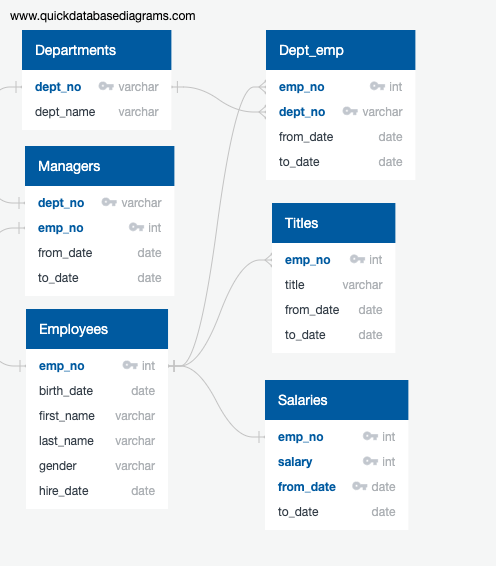 www.quickdatabasediagrams.com
Departments
dept_no varchar
dept_name varchar
Managers
dept_no varchar
emp_no int
from_date date
to_date date
Employees
emp_no int
birth_date date
first_name varchar
last_name varchar
gender varchar
hire_date date
Dept_emp
emp_no int
dept_no varchar
from_date date
to_date date
Titles
emp_no int
title varchar
from_date date
to_date date
Salaries
emp_no int
salary int
from_date date
to_date date